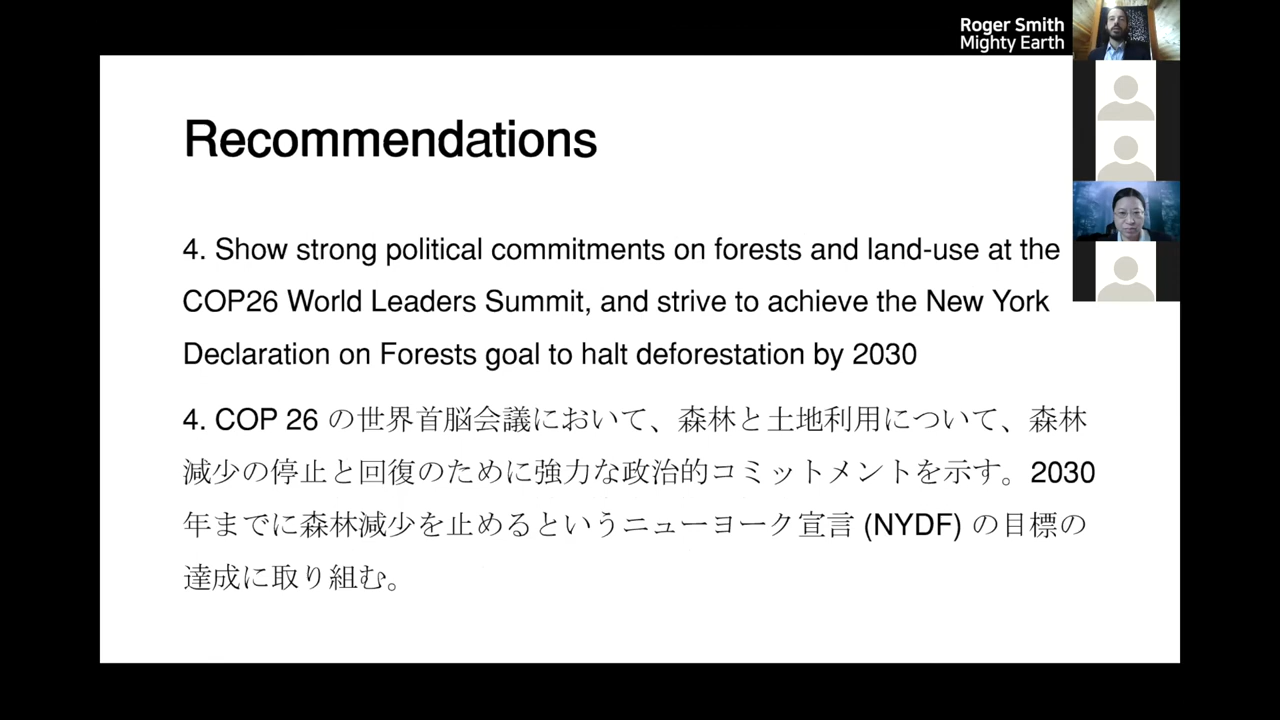 Roger Smith
Mighty Earth
Recommendations
4. Show strong political commitments on forests and land-use at the
COP26 World Leaders Summit, and strive to achieve the New York
Declaration on Forests goal to halt deforestation by 2030
4. COP 26 の世界首脳会議において、森林と土地利用について、森林
減少の停止と回復のために強力な政治的コミットメントを示す。2030
年までに森林減少を止めるというニューヨーク宣言 (NYDF) の目標の
達成に取り組む。